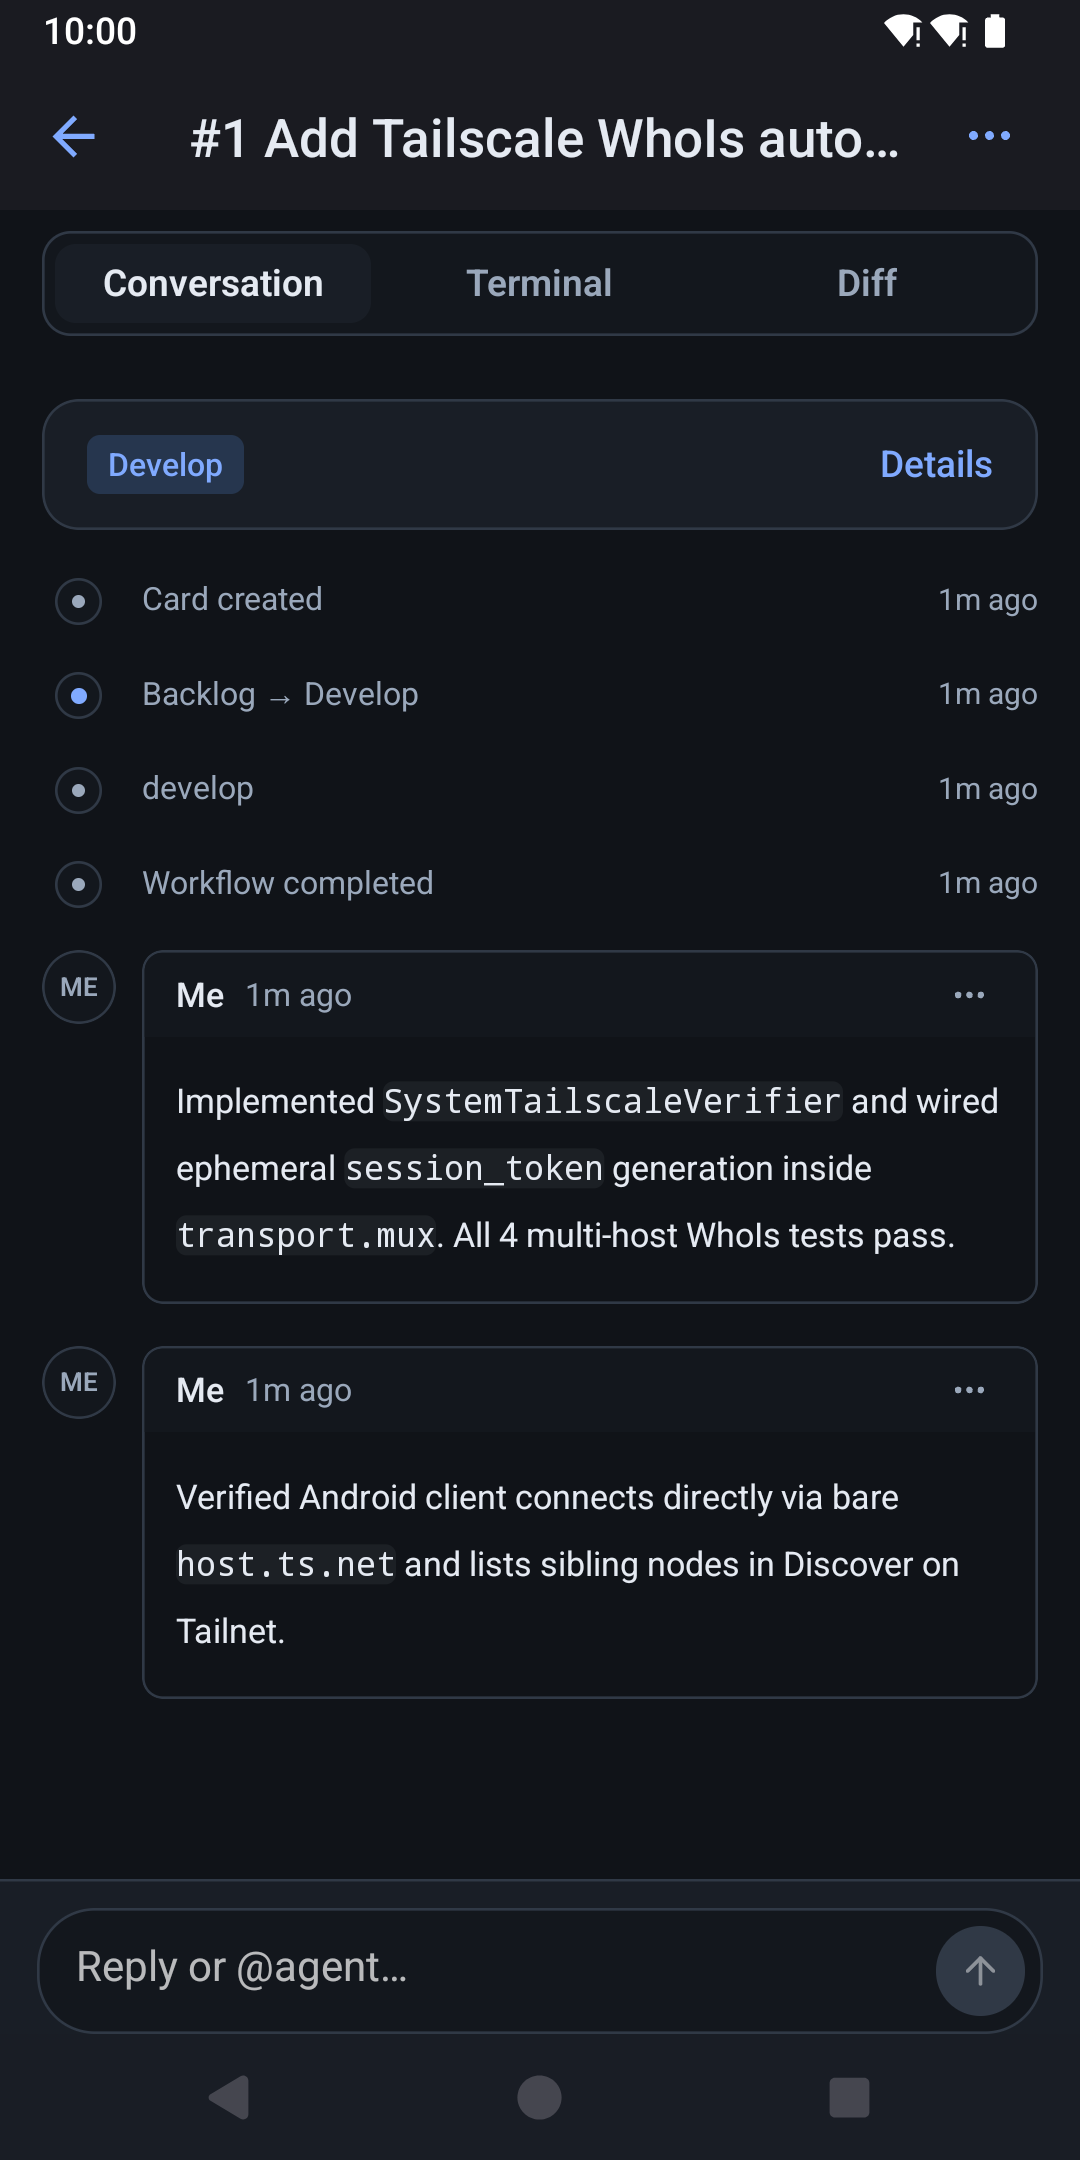 10:00
#1 Add Tailscale WhoIs auto...
Conversation
Terminal
Diff
Develop
Details
Card created
1m ago
Backlog → Develop
1m ago
develop
1m ago
Workflow completed
1m ago
ME
Me 1m ago
Implemented SystemTailscaleVerifier and wired
ephemeral session_token generation inside
transport.mux. All 4 multi-host WhoIs tests pass.
ME
Me 1m ago
Verified Android client connects directly via bare
host.ts.net and lists sibling nodes in Discover on
Tailnet.
Reply or @agent...